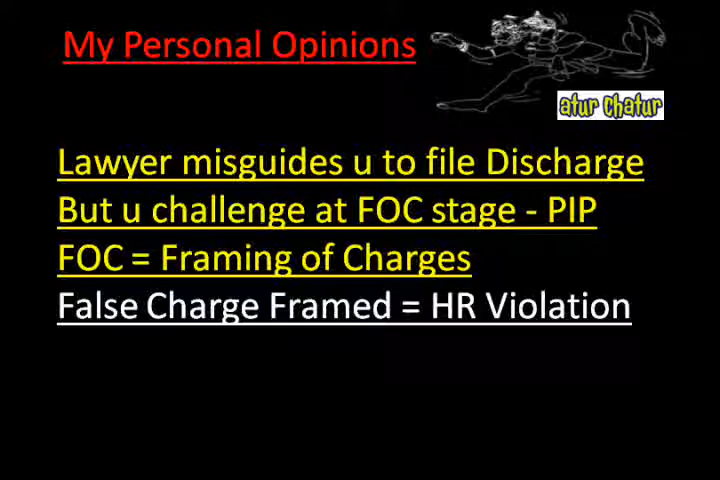 My Personal Opinions
atur chatur
Lawyer misguides u to file Discharge
But u challenge at FOC stage - PIP
FOC = Framing of Charges
False Charge Framed = HR Violation